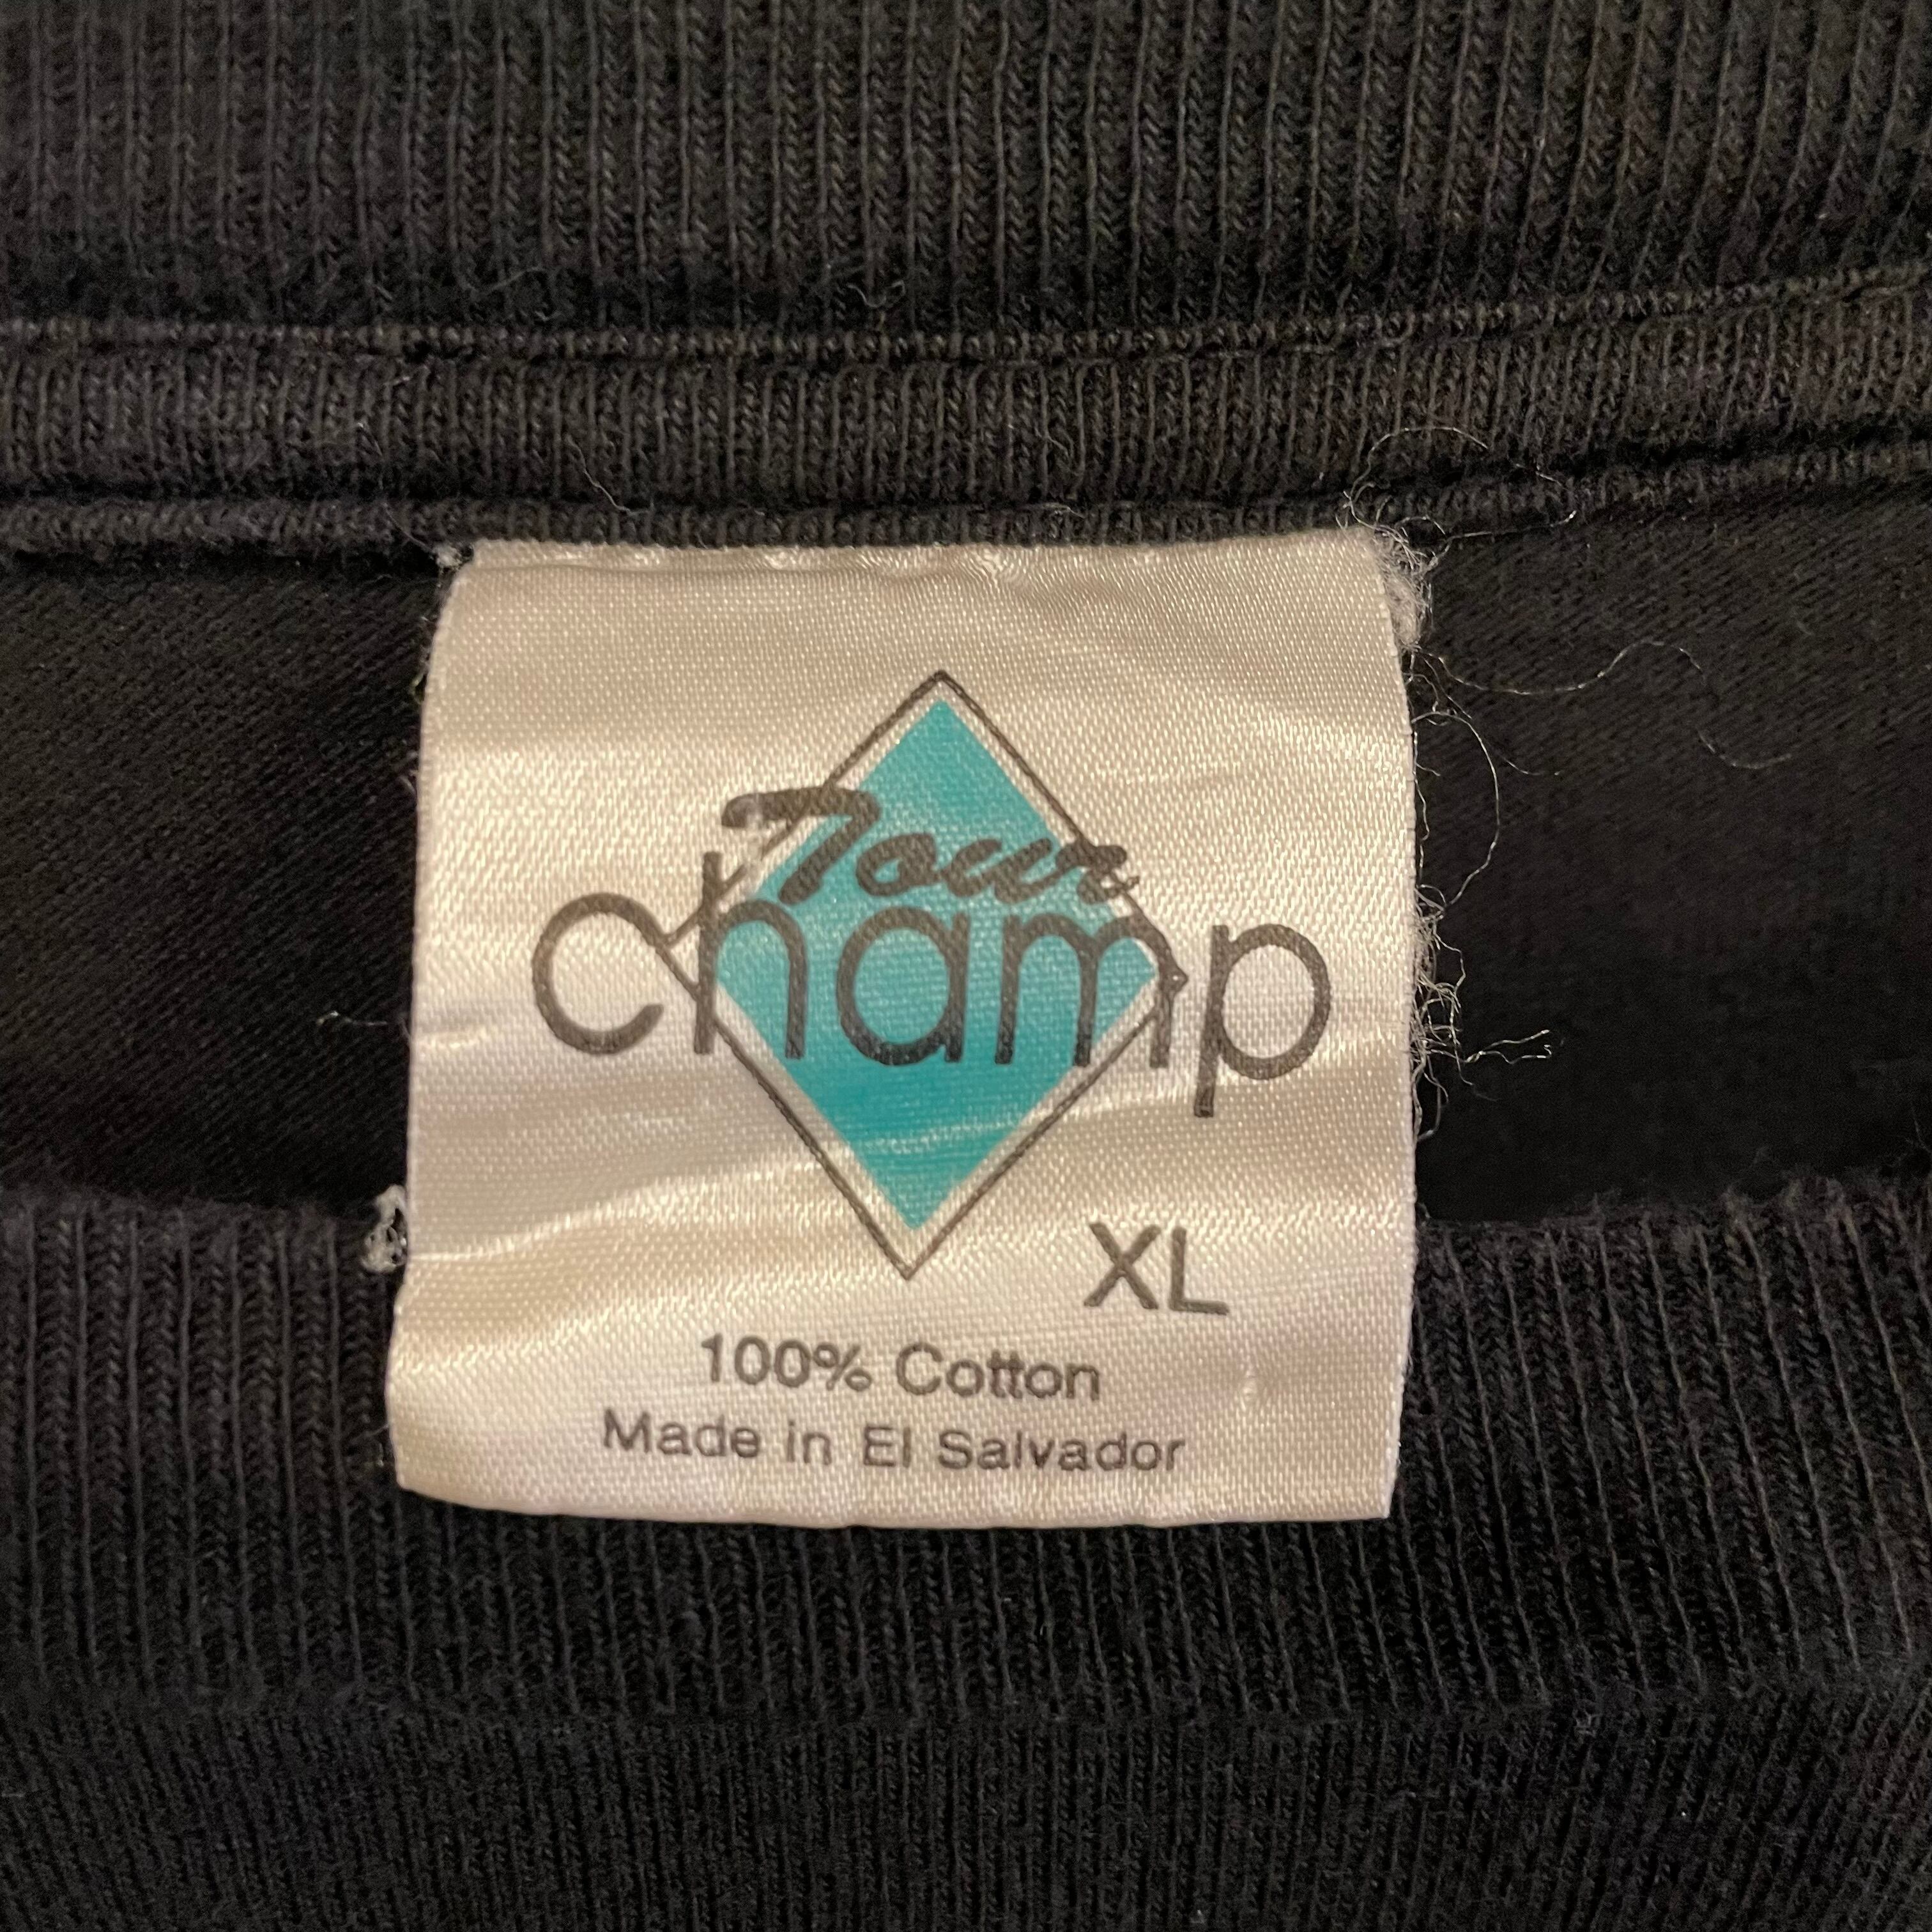 Tour
champ
XL
100% Cotton
Made in El Salvador